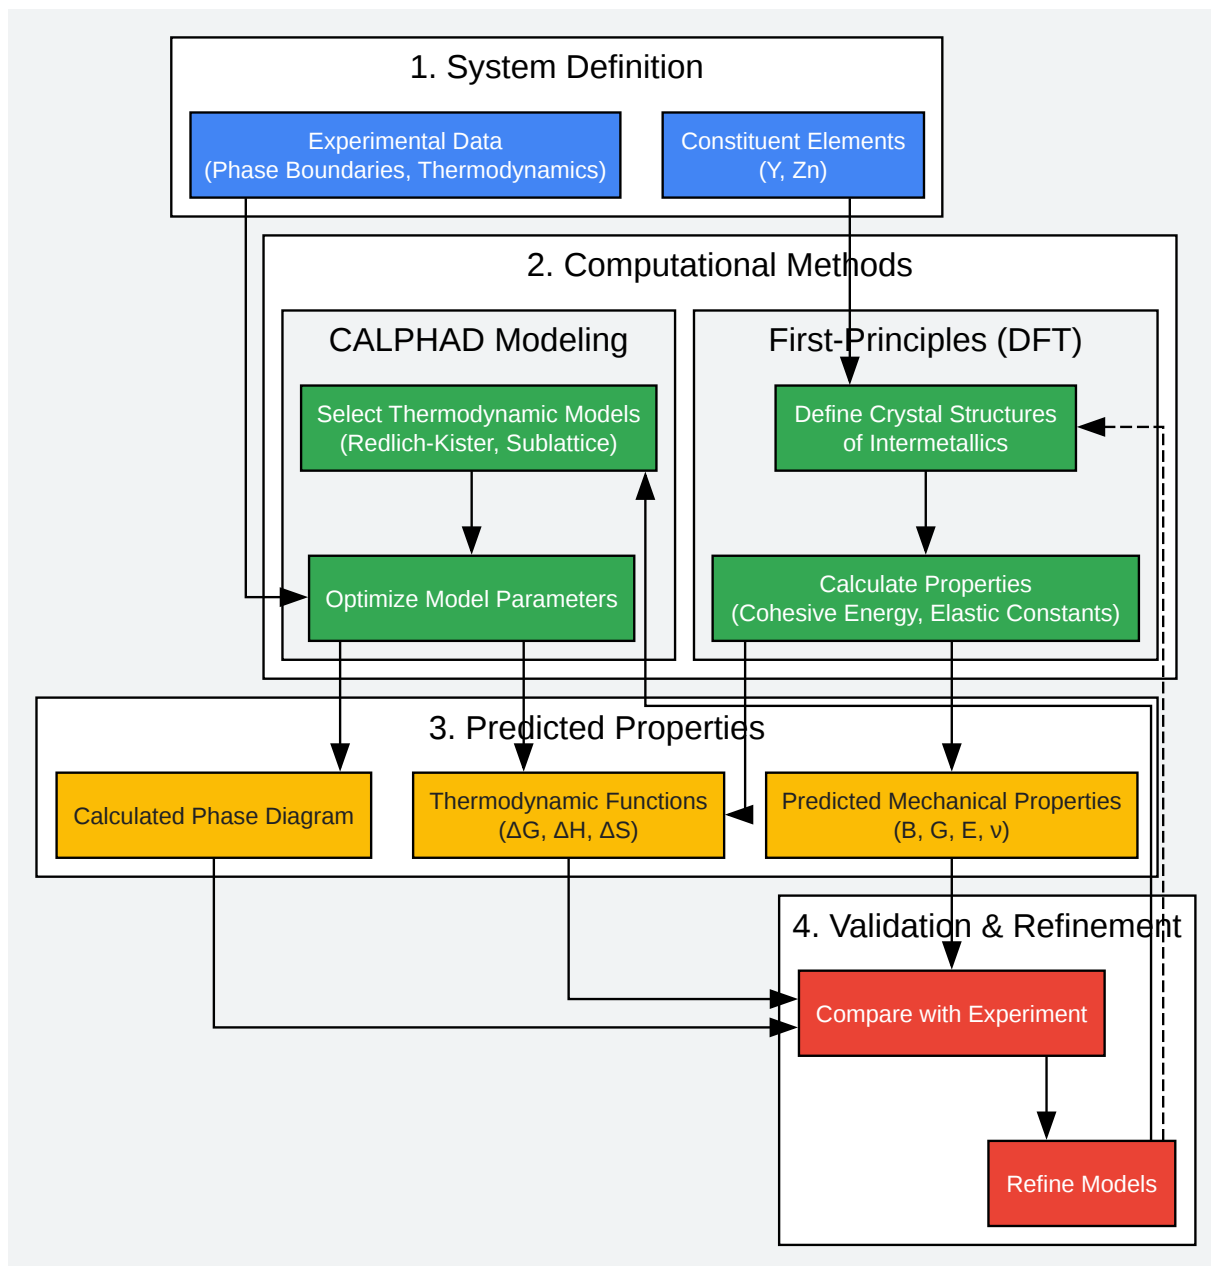 1. System Definition
Experimental Data
(Phase Boundaries, Thermodynamics)
Constituent Elements
(Y, Zn)
2. Computational Methods
CALPHAD Modeling
Select Thermodynamic Models
(Redlich-Kister, Sublattice)
Optimize Model Parameters
First-Principles (DFT)
Define Crystal Structures
of Intermetallics
Calculate Properties
(Cohesive Energy, Elastic Constants)
3. Predicted Properties
Calculated Phase Diagram
Thermodynamic Functions
(ΔG, ΔH, ΔS)
Predicted Mechanical Properties
(B, G, E, ν)
4. Validation & Refinement
Compare with Experiment
Refine Models